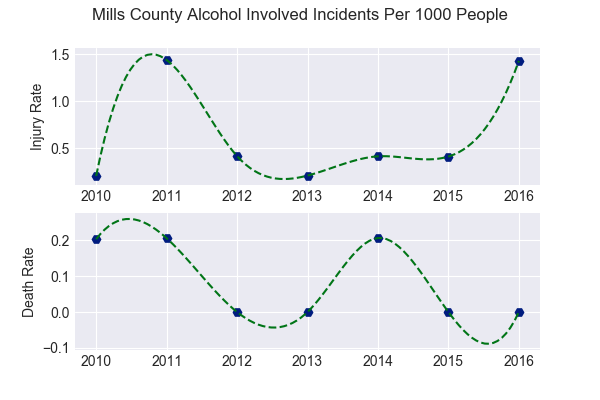 Mills County Alcohol Involved Incidents Per 1000 People
1.5
1.0
0.5
Injury Rate
2010 2011 2012 2013 2014 2015 2016
0.2
0.1
0.0
−0.1
Death Rate
2010 2011 2012 2013 2014 2015 2016